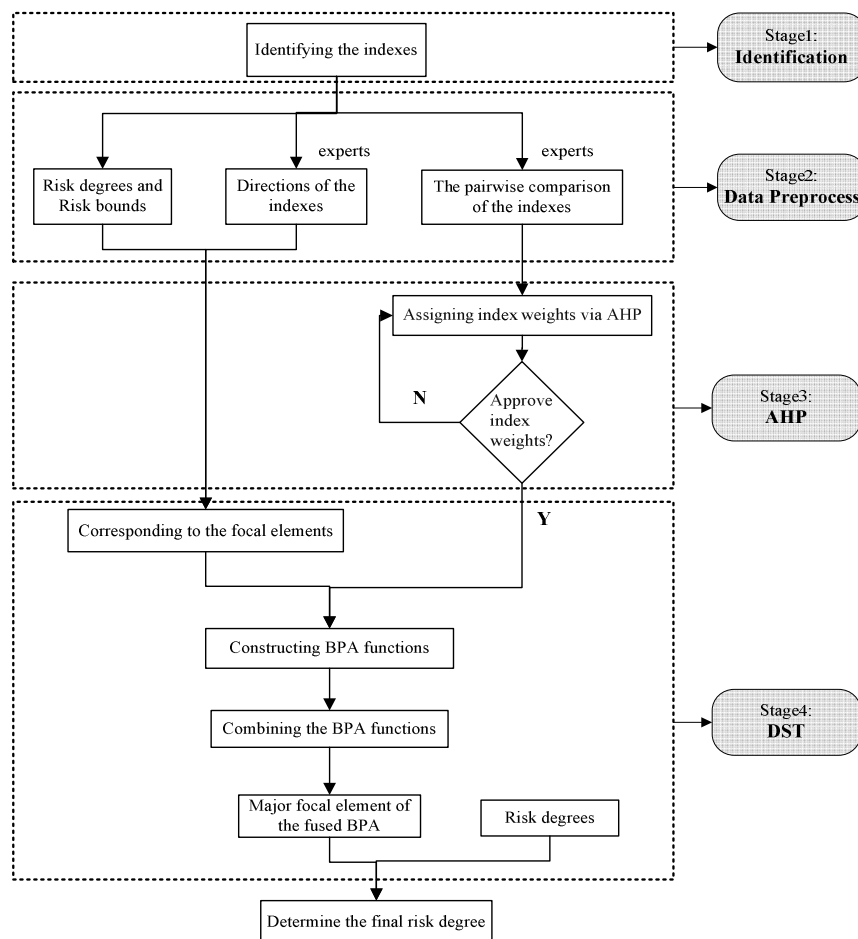 Identifying the indexes
Stage1:
Identification
experts
experts
Risk degrees and
Risk bounds
Directions of the
indexes
The pairwise comparison
of the indexes
Stage2:
Data Preprocess
Assigning index weights via AHP
N
Approve
index
weights?
Stage3:
AHP
Y
Corresponding to the focal elements
Constructing BPA functions
Combining the BPA functions
Stage4:
DST
Major focal element of
the fused BPA
Risk degrees
Determine the final risk degree